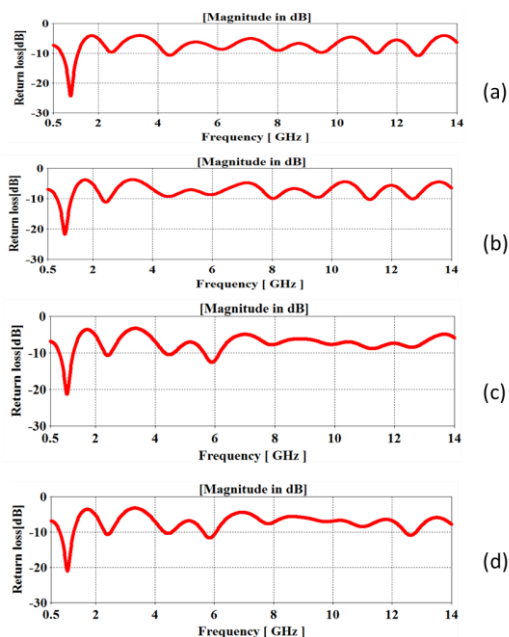 [Magnitude in dB]
Return loss[dB]
0
-10
-20
-30
0.5 2 4 6 8 10 12 14
Frequency [ GHz]
(a)
[Magnitude in dB]
Return loss[dB]
0
-10
-20
-30
0.5 2 4 6 8 10 12 14
Frequency [ GHz]
(b)
[Magnitude in dB]
Return loss[dB]
0
-10
-20
-30
0.5 2 4 6 8 10 12 14
Frequency [ GHz]
(c)
[Magnitude in dB]
Return loss[dB]
0
-10
-20
-30
0.5 2 4 6 8 10 12 14
Frequency [ GHz]
(d)